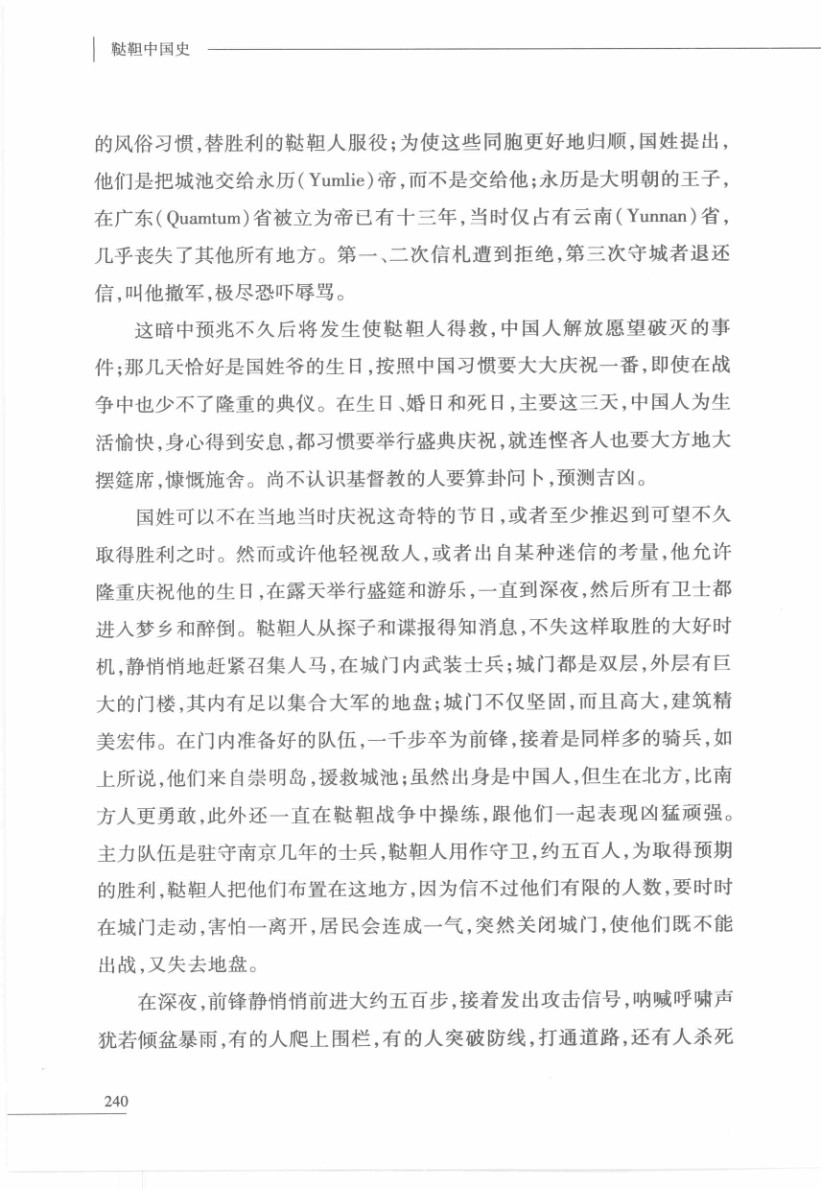 鞑靼中国史
的风俗习惯,替胜利的鞑靼人服役;为使这些同胞更好地归顺,国姓提出,
他们是把城池交给永历(Yumlie)帝,而不是交给他;永历是大明朝的王子,
在广东(Quamtum)省被立为帝已有十三年,当时仅占有云南(Yunnan)省,
几乎丧失了其他所有地方。第一、二次信札遭到拒绝,第三次守城者退还
信,叫他撤军,极尽恐吓辱骂。
这暗中预兆不久后将发生使鞑靼人得救,中国人解放愿望破灭的事
件;那几天恰好是国姓爷的生日,按照中国习惯要大大庆祝一番,即使在战
争中也少不了隆重的典仪。在生日、婚日和死日,主要这三天,中国人为生
活愉快,身心得到安息,都习惯要举行盛典庆祝,就连悭吝人也要大方地大
摆筵席,慷慨施舍。尚不认识基督教的人要算卦问卜,预测吉凶。
国姓可以不在当地当时庆祝这奇特的节日,或者至少推迟到可望不久
取得胜利之时。然而或许他轻视敌人,或者出自某种迷信的考量,他允许
隆重庆祝他的生日,在露天举行盛筵和游乐,一直到深夜,然后所有卫士都
进入梦乡和醉倒。鞑靼人从探子和谍报得知消息,不失这样取胜的大好时
机,静悄悄地赶紧召集人马,在城门内武装士兵;城门都是双层,外层有巨
大的门楼,其内有足以集合大军的地盘;城门不仅坚固,而且高大,建筑精
美宏伟。在门内准备好的队伍,一千步卒为前锋,接着是同样多的骑兵,如
上所说,他们来自崇明岛,援救城池;虽然出身是中国人,但生在北方,比南
方人更勇敢,此外还一直在鞑靼战争中操练,跟他们一起表现凶猛顽强。
主力队伍是驻守南京几年的士兵,鞑靼人用作守卫,约五百人,为取得预期
的胜利,鞑靼人把他们布置在这地方,因为信不过他们有限的人数,要时时
在城门走动,害怕一离开,居民会连成一气,突然关闭城门,使他们既不能
出战,又失去地盘。
在深夜,前锋静悄悄前进大约五百步,接着发出攻击信号,呐喊呼啸声
犹若倾盆暴雨,有的人爬上围栏,有的人突破防线,打通道路,还有人杀死
240